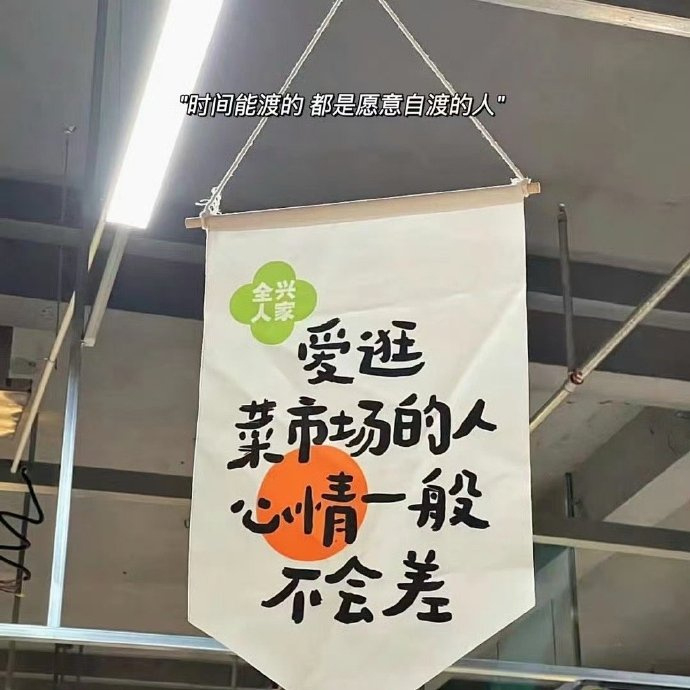 "时间能渡的 都是愿意自渡的人"
全兴
人家
爱逛
菜市场的人
心情一般
不会差